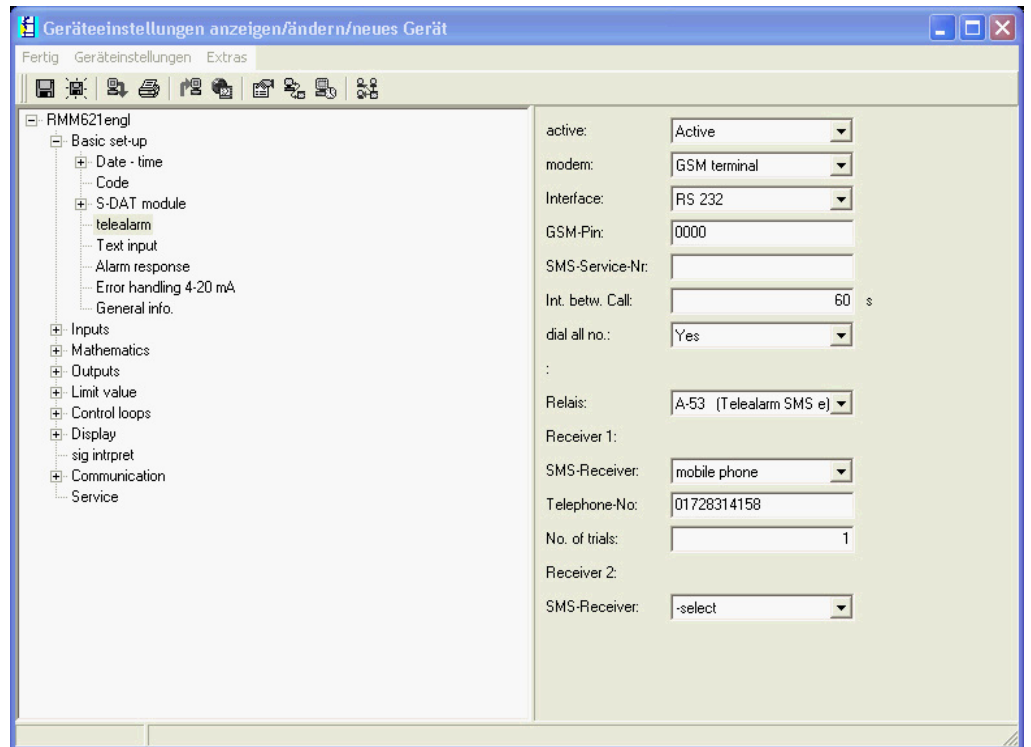 Geräteeinstellungen anzeigen/ändern/neues Gerät
Fertig Geräteinstellungen Extras
RMM621engl
Basic set-up
Date - time
Code
S-DAT module
telealarm
Text input
Alarm response
Error handling 4-20 mA
General info.
Inputs
Mathematics
Outputs
Limit value
Control loops
Display
sig intrpret
Communication
Service
active: Active
modem: GSM terminal
Interface: RS 232
GSM-Pin: 0000
SMS-Service-Nr:
Int. betw. Call: 60 s
dial all no.: Yes
:
Relais: A-53 (Telealarm SMS e)
Receiver 1:
SMS-Receiver: mobile phone
Telephone-No: 01728314158
No. of trials: 1
Receiver 2:
SMS-Receiver: -select